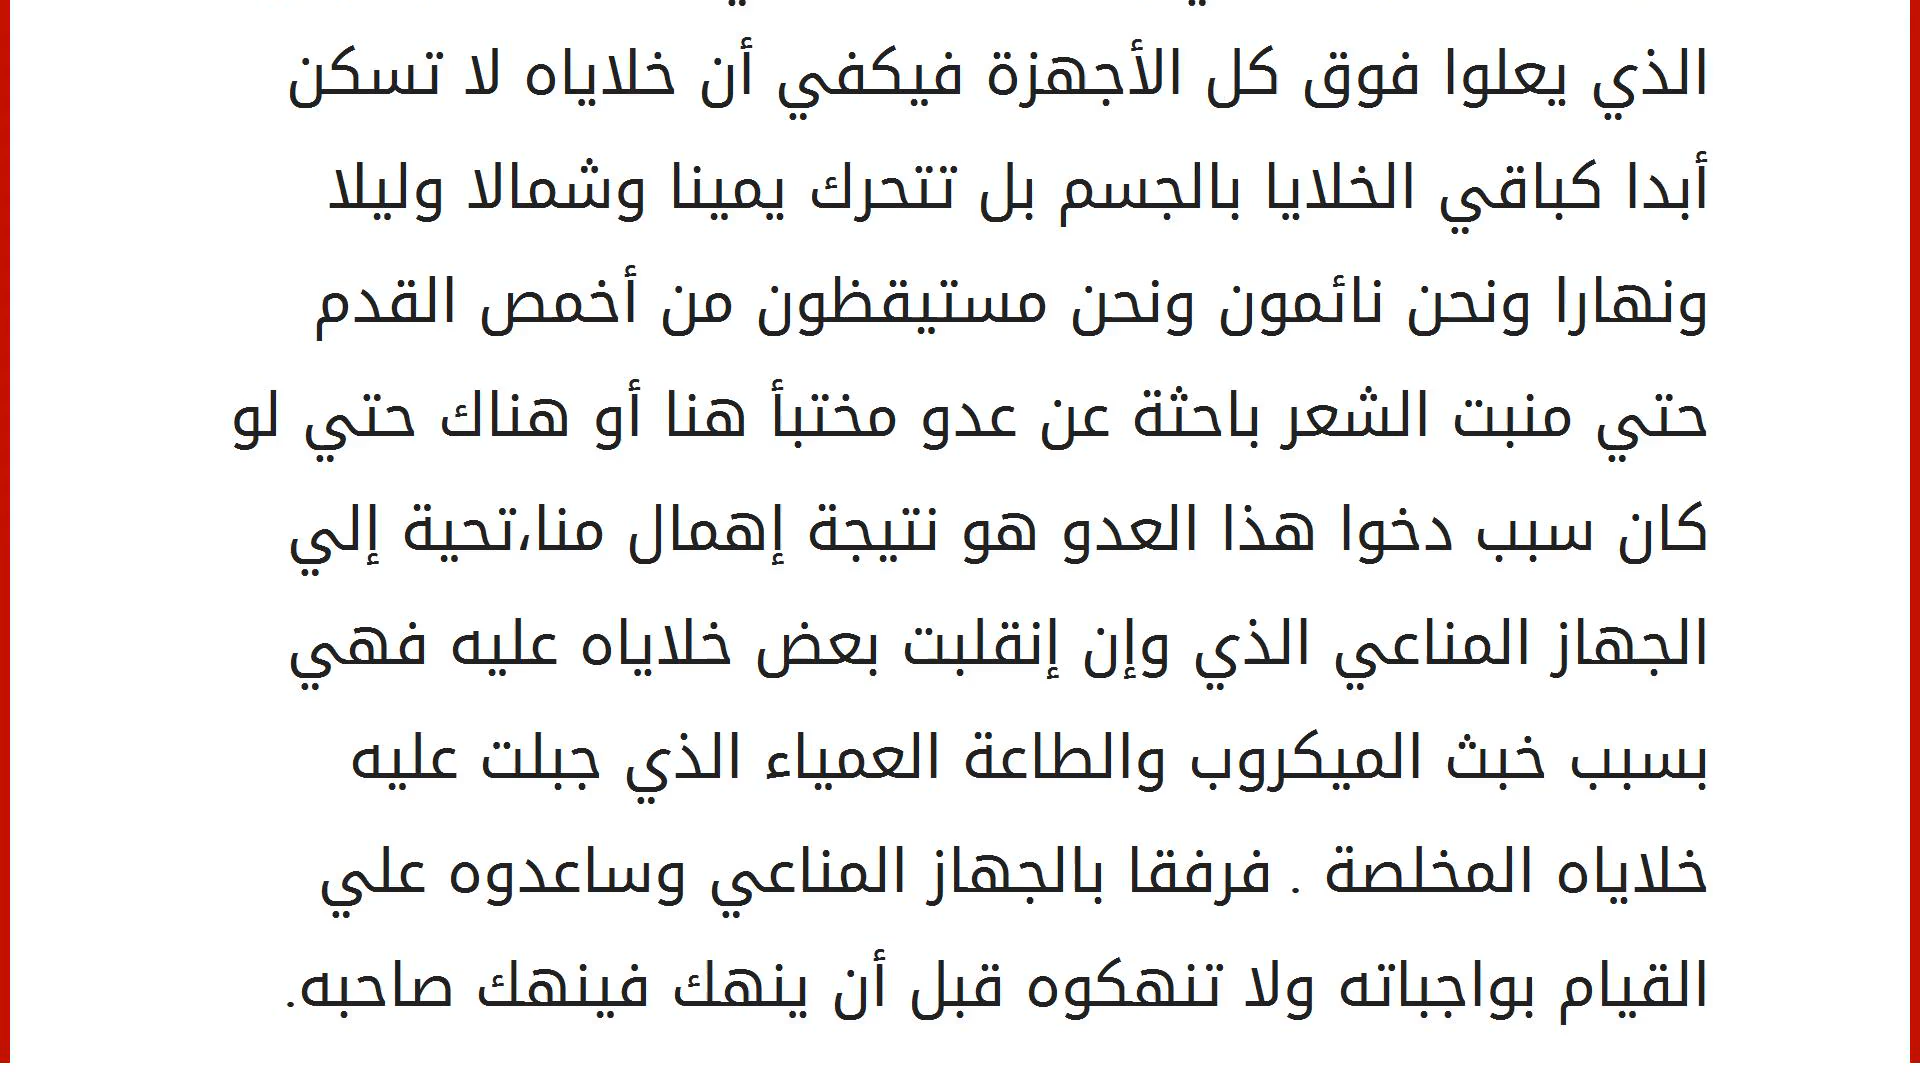 الذي يعلوا فوق كل الأجهزة فيكفي أن خلاياه لا تسكن
أبدا كباقي الخلايا بالجسم بل تتحرك يمينا وشمالا وليلا
ونهارا ونحن نائمون ونحن مستيقظون من أخمص القدم
حتي منبت الشعر باحثة عن عدو مختبأ هنا أو هناك حتي لو
كان سبب دخوا هذا العدو هو نتيجة إهمال منا،تحية إلي
الجهاز المناعي الذي وإن إنقلبت بعض خلاياه عليه فهي
بسبب خبث الميكروب والطاعة العمياء الذي جبلت عليه
خلاياه المخلصة . فرفقا بالجهاز المناعي وساعدوه علي
القيام بواجباته ولا تنهكوه قبل أن ينهك فينهك صاحبه.